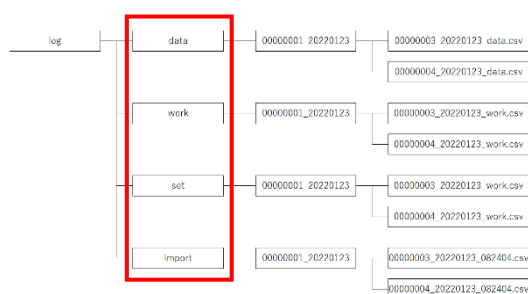 log
data
00000001_20220123
00000003_20220123_data.csv
00000004_20220123_data.csv
work
00000001_20220123
00000003_20220123_work.csv
00000004_20220123_work.csv
set
00000001_20220123
00000003_20220123_work.csv
00000004_20220123_work.csv
import
00000001_20220123
00000003_20220123_082404.csv
00000004_20220123_082404.csv